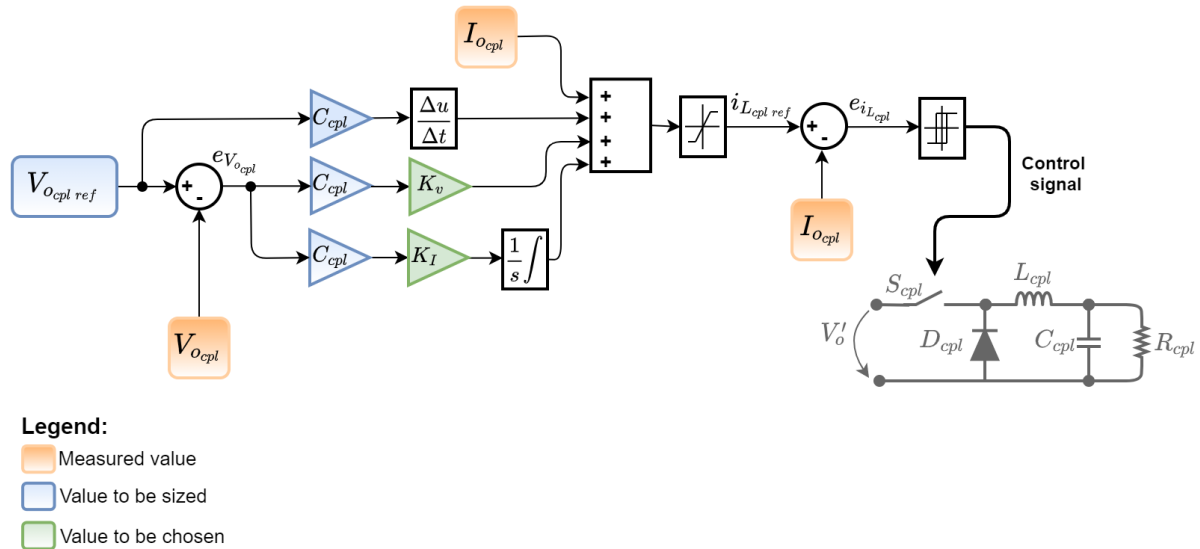 I_{o_{cpl}}
C_{cpl}
Δu
Δt
+
+
+
+
i_{L_{cpl ref}}
+
-
e_{i_{L_{cpl}}}
Control
signal
V_{o_{cpl ref}}
+
-
e_{V_{o_{cpl}}}
C_{cpl}
K_v
C_{cpl}
K_I
1
s
∫
I_{o_{cpl}}
V_{o_{cpl}}
S_{cpl}
L_{cpl}
V_o'
D_{cpl}
C_{cpl}
R_{cpl}
Legend:
Measured value
Value to be sized
Value to be chosen